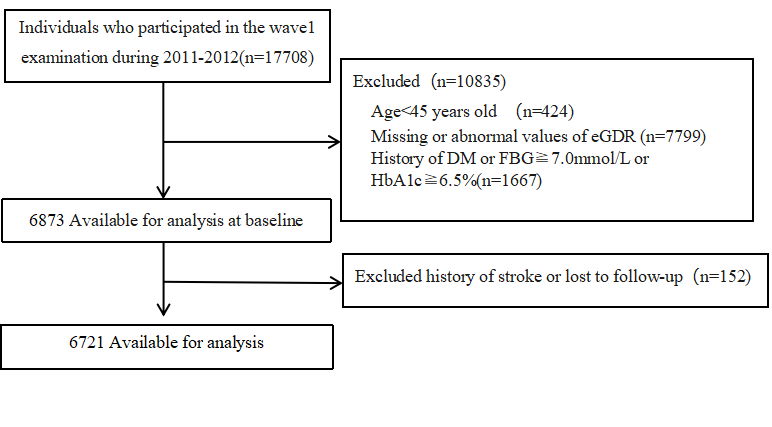 Individuals who participated in the wave1
examination during 2011-2012(n=17708)
Excluded (n=10835)
Age<45 years old (n=424)
Missing or abnormal values of eGDR (n=7799)
History of DM or FBG≧7.0mmol/L or
HbA1c≧6.5%(n=1667)
6873 Available for analysis at baseline
Excluded history of stroke or lost to follow-up (n=152)
6721 Available for analysis